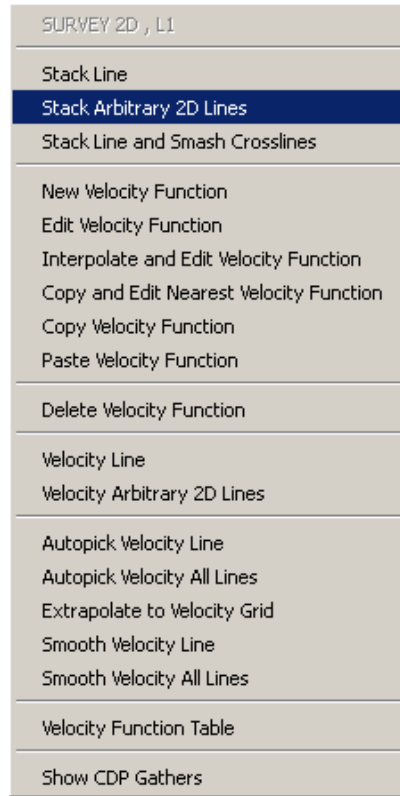 SURVEY 2D , L1
Stack Line
Stack Arbitrary 2D Lines
Stack Line and Smash Crosslines
New Velocity Function
Edit Velocity Function
Interpolate and Edit Velocity Function
Copy and Edit Nearest Velocity Function
Copy Velocity Function
Paste Velocity Function
Delete Velocity Function
Velocity Line
Velocity Arbitrary 2D Lines
Autopick Velocity Line
Autopick Velocity All Lines
Extrapolate to Velocity Grid
Smooth Velocity Line
Smooth Velocity All Lines
Velocity Function Table
Show CDP Gathers